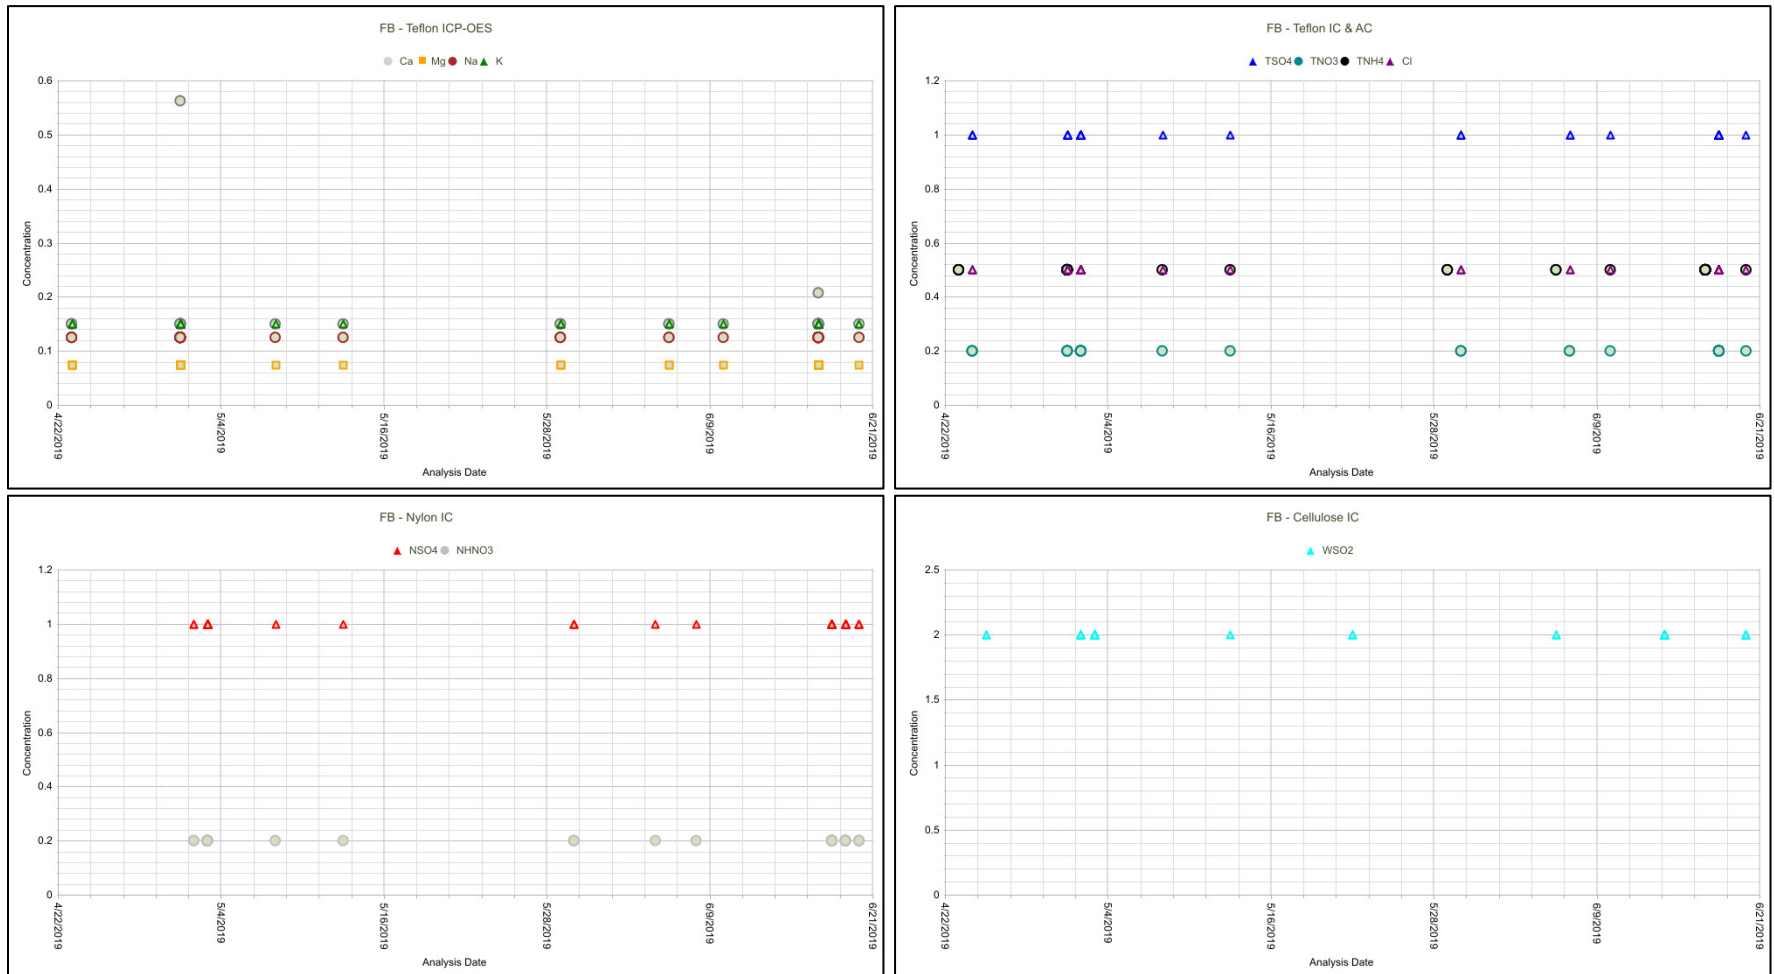 FB - Teflon ICP-OES
Ca Mg Na K
0.6
0.5
0.4
0.3
0.2
0.1
0
Concentration
4/22/2019 5/4/2019 5/16/2019 5/28/2019 6/9/2019 6/21/2019
Analysis Date
FB - Teflon IC & AC
TSO4 TNO3 TNH4 Cl
1.2
1
0.8
0.6
0.4
0.2
0
Concentration
4/22/2019 5/4/2019 5/16/2019 5/28/2019 6/9/2019 6/21/2019
Analysis Date
FB - Nylon IC
NSO4 NHNO3
1.2
1
0.8
0.6
0.4
0.2
0
Concentration
4/22/2019 5/4/2019 5/16/2019 5/28/2019 6/9/2019 6/21/2019
Analysis Date
FB - Cellulose IC
WSO2
2.5
2
1.5
1
0.5
0
Concentration
4/22/2019 5/4/2019 5/16/2019 5/28/2019 6/9/2019 6/21/2019
Analysis Date